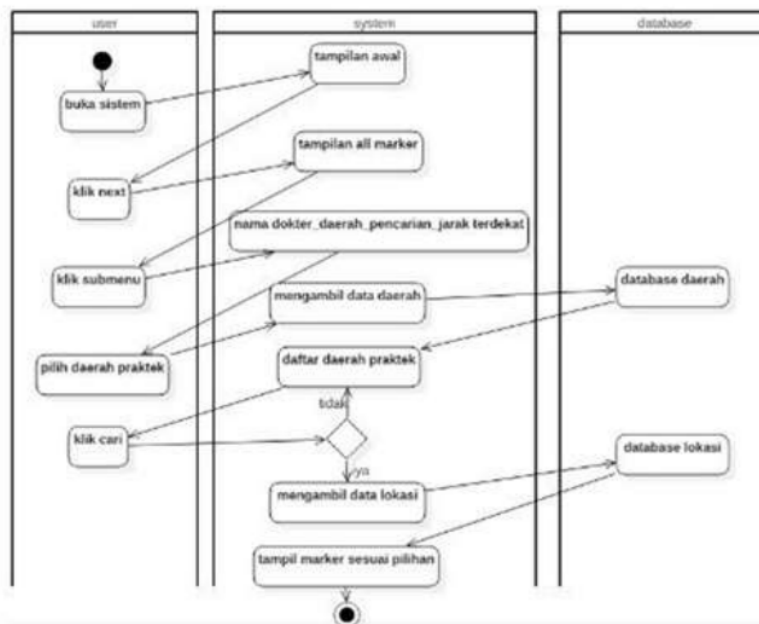 user
system
database
tampilan awal
buka sistem
tampilan all marker
klik next
nama dokter_daerah_pencarian_jarak terdekat
klik submenu
mengambil data daerah
database daerah
pilih daerah praktek
daftar daerah praktek
tidak
klik cari
database lokasi
ya
mengambil data lokasi
tampil marker sesuai pilihan